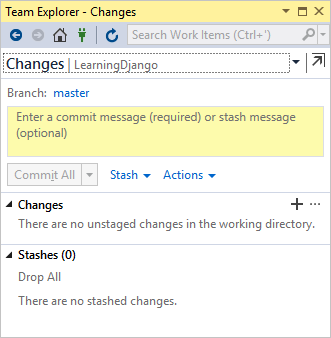 Team Explorer - Changes
Search Work Items (Ctrl+')
Changes | LearningDjango
Branch: master
Enter a commit message (required) or stash message
(optional)
Commit All Stash Actions
Changes
There are no unstaged changes in the working directory.
Stashes (0)
Drop All
There are no stashed changes.